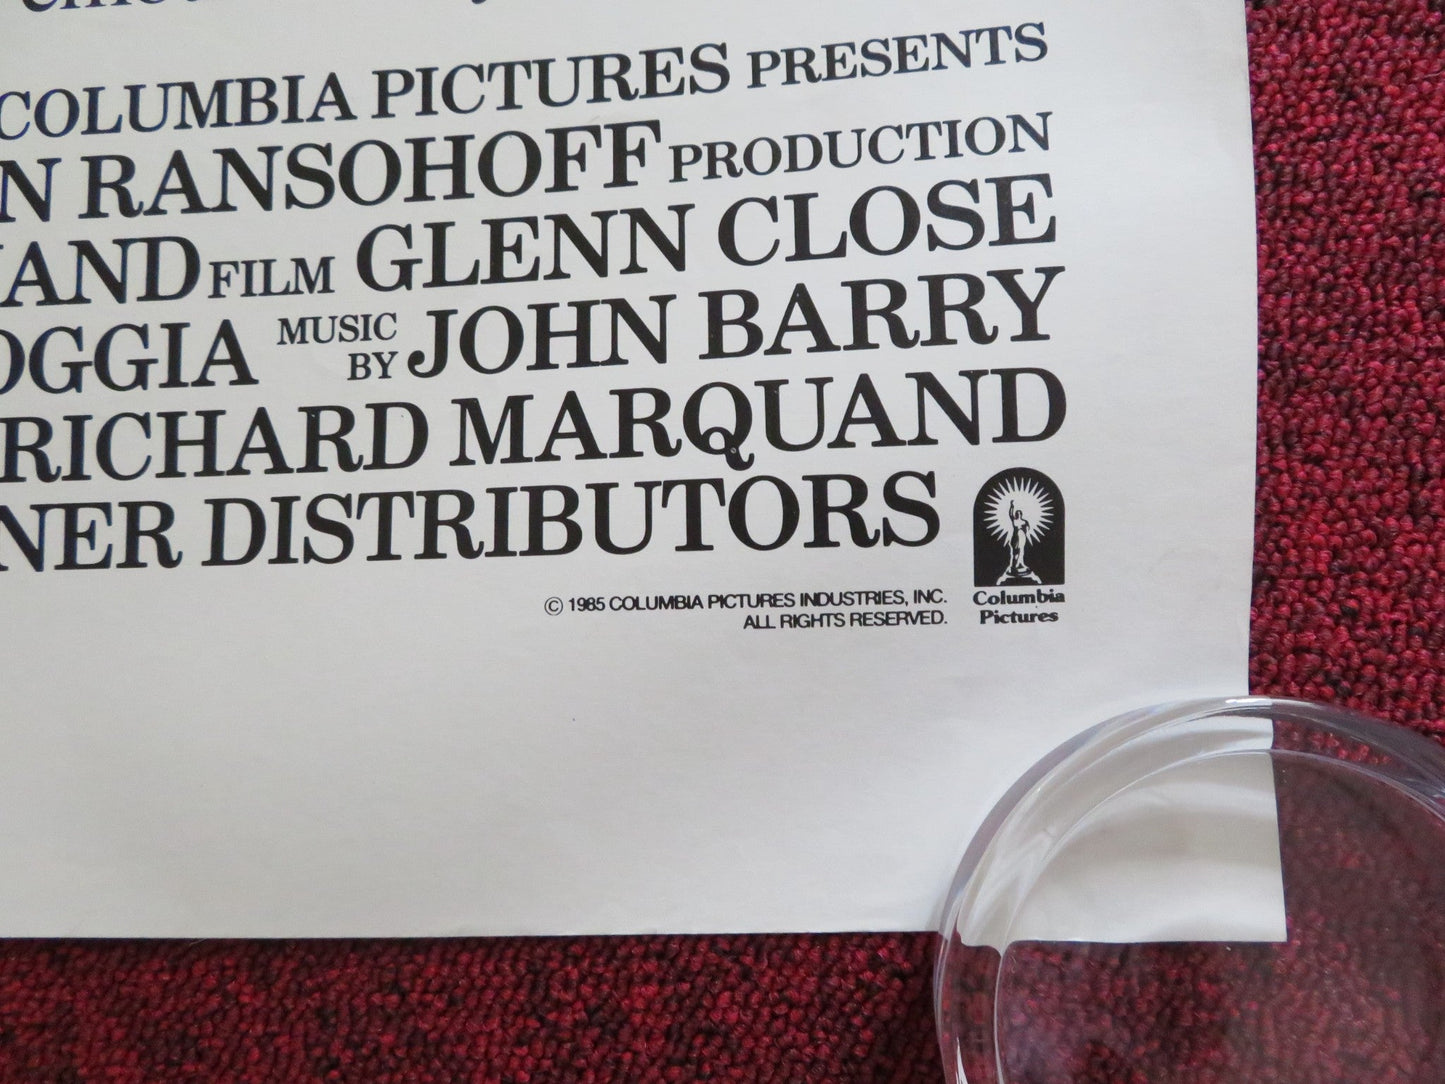 COLUMBIA PICTURES PRESENTS
N RANSOHOFF PRODUCTION
AND FILM GLENN CLOSE
OGGIA MUSIC BY JOHN BARRY
RICHARD MARQUAND
NER DISTRIBUTORS
© 1985 COLUMBIA PICTURES INDUSTRIES, INC.
ALL RIGHTS RESERVED.
Columbia
Pictures